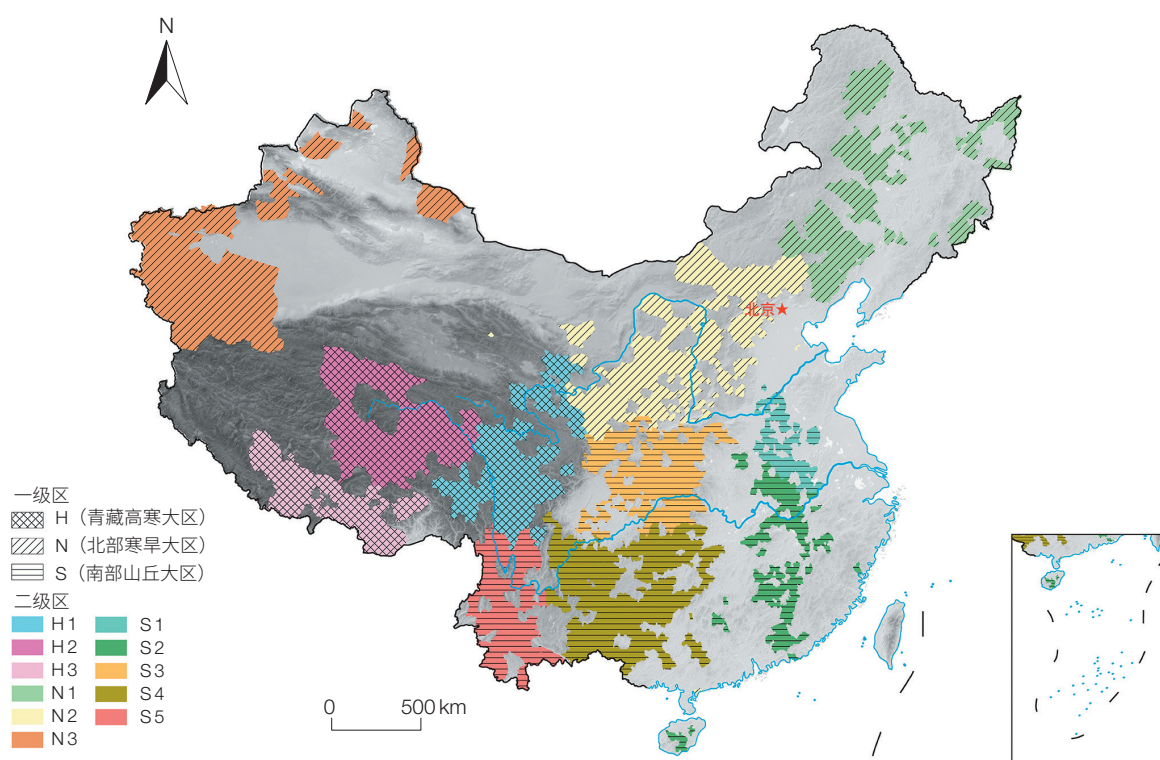 N
北京
一级区
H（青藏高寒大区）
N（北部寒旱大区）
S（南部山丘大区）
二级区
H1
S1
H2
S2
H3
S3
N1
S4
N2
S5
N3
0 500 km